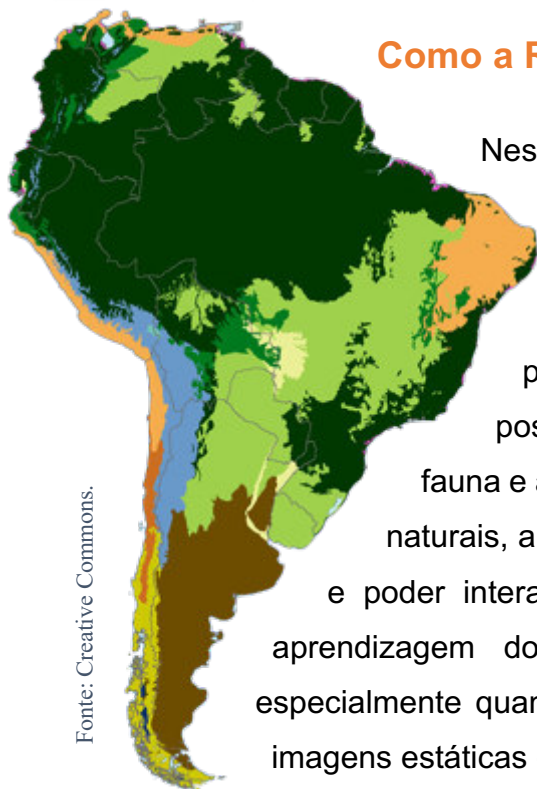 Como a
Nes
p
pos
fauna e a
naturais, a
e poder intera
aprendizagem do
especialmente quan
imagens estáticas
Fonte: Creative Commons.